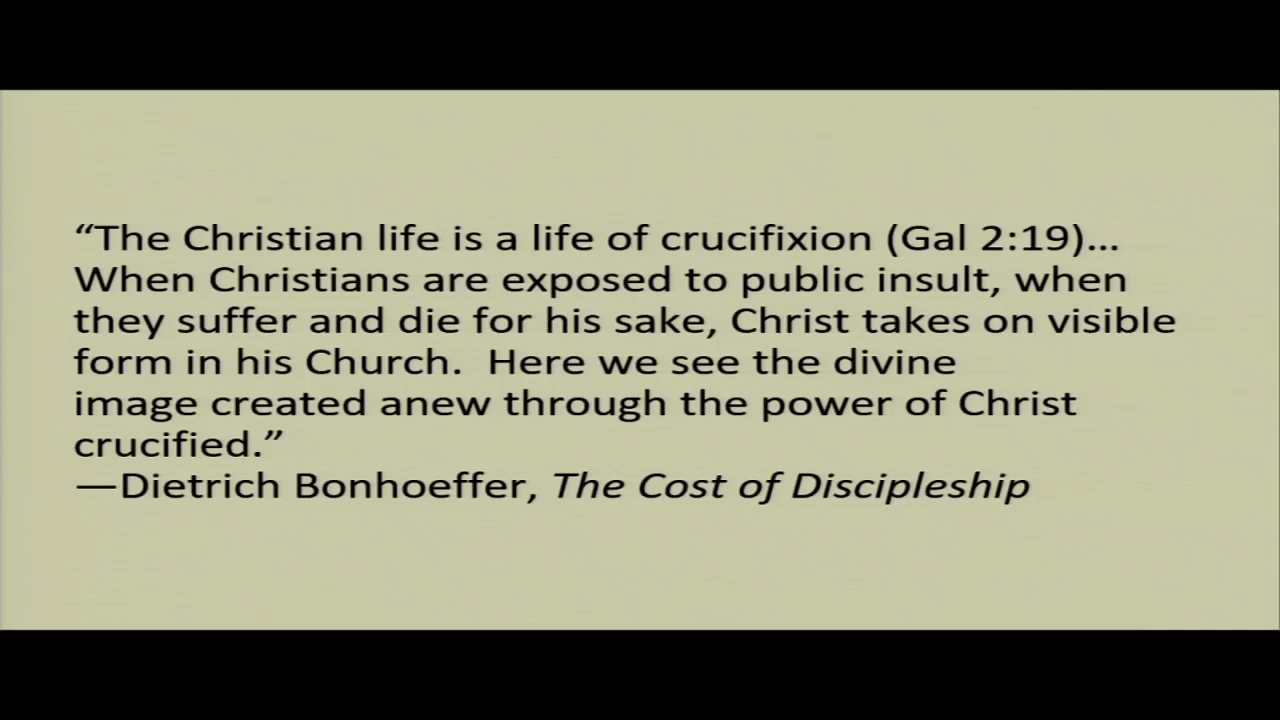 “The Christian life is a life of crucifixion (Gal 2:19)…
When Christians are exposed to public insult, when
they suffer and die for his sake, Christ takes on visible
form in his Church.  Here we see the divine
image created anew through the power of Christ
crucified.”
—Dietrich Bonhoeffer, The Cost of Discipleship